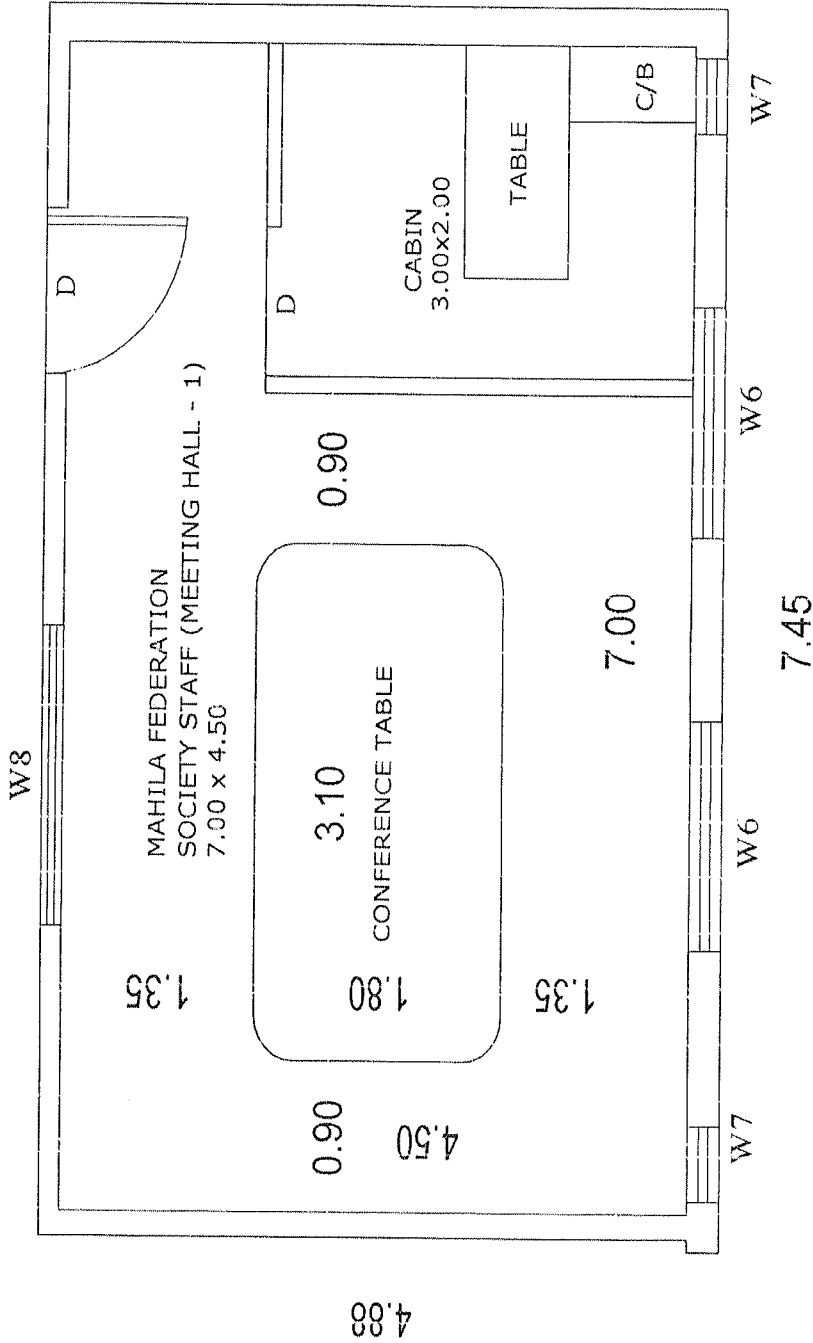 W8
MAHILA FEDERATION
SOCIETY STAFF (MEETING HALL - 1)
7.00 x 4.50
D
D
CABIN
3.00x2.00
TABLE
C/B
1.35
0.90
3.10
CONFERENCE TABLE
1.80
0.90
4.50
1.35
7.00
W7
W6
W6
W7
7.45
4.88